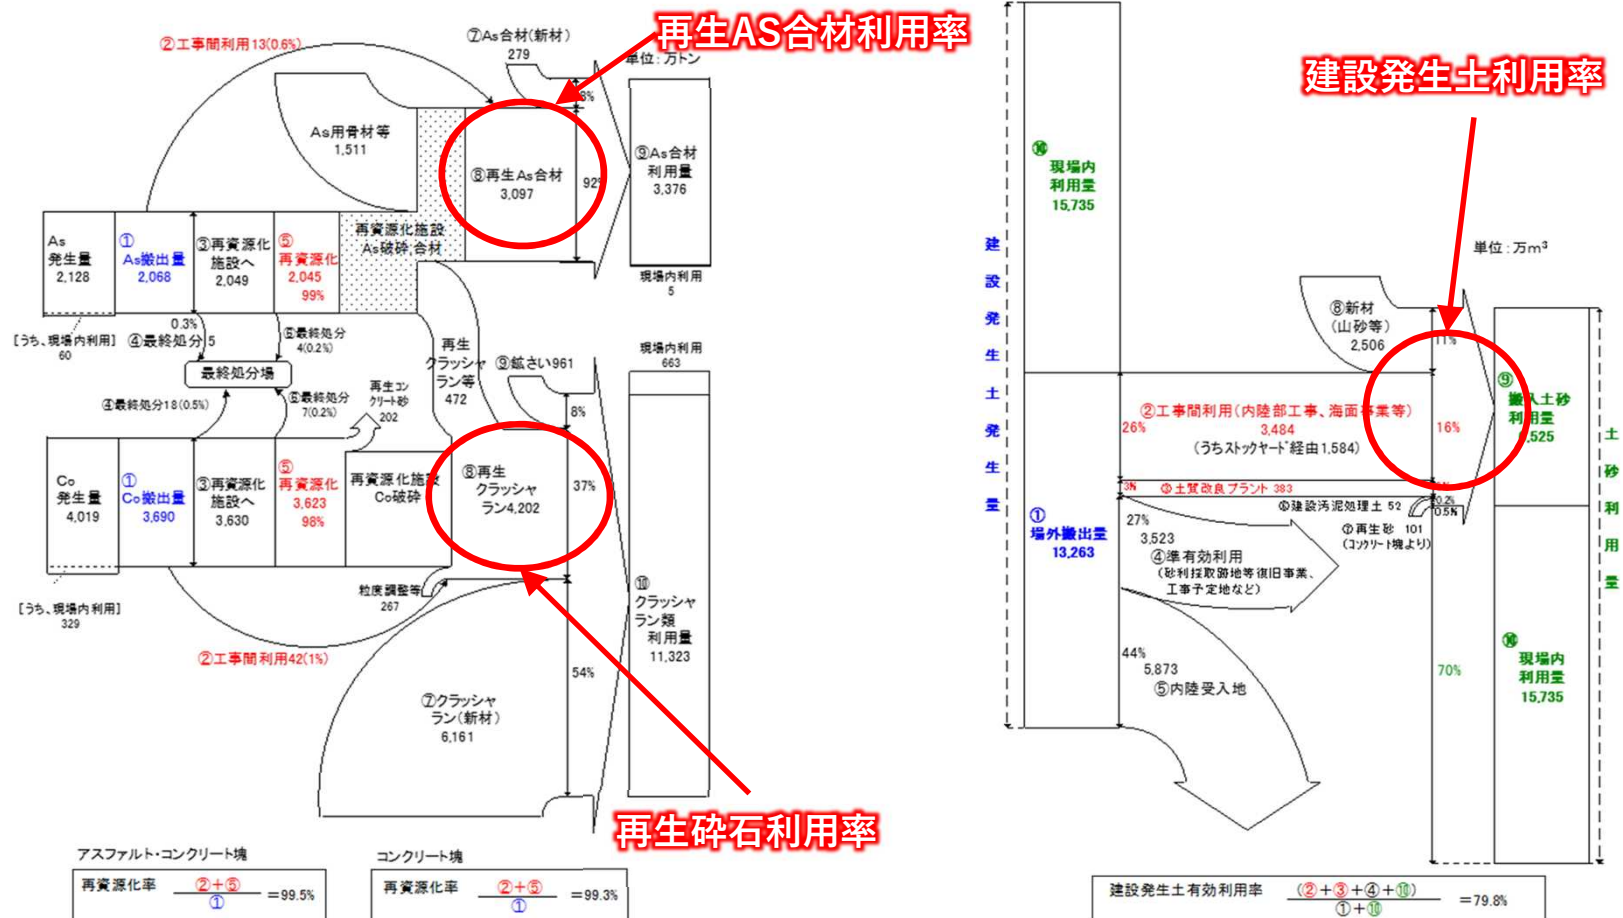 ②工事間利用13(0.6%)
⑦As合材(新材)
279
再生AS合材利用率
単位:万トン
As用骨材等
1,511
⑧再生As合材
3,097
92%
⑨As合材
利用量
3,376
現場内利用
5
As
発生量
2,128
①
As搬出量
2,068
③再資源化
施設へ
2,049
⑤
再資源化
2,045
99%
再資源化施設
As破砕,合材
[うち、現場内利用]
60
0.3%
④最終処分 5
⑥最終処分
4(0.2%)
最終処分場
④最終処分18(0.5%)
⑥最終処分
7(0.2%)
再生コン
クリート砂
202
再生
クラッシャ
ラン等
472
⑨鉱さい961
8%
現場内利用
663
Co
発生量
4,019
①
Co搬出量
3,690
③再資源化
施設へ
3,630
⑤
再資源化
3,623
98%
再資源化施設
Co破砕
⑧再生
クラッシャ
ラン4,202
37%
[うち、現場内利用]
329
粒度調整等
267
②工事間利用42(1%)
⑦クラッシャ
ラン(新材)
6,161
54%
⑩
クラッシャ
ラン類
利用量
11,323
再生砕石利用率
アスファルト・コンクリート塊
再資源化率 ②+⑤ =99.5%
①
コンクリート塊
再資源化率 ②+⑤ =99.3%
①
建設発生土利用率
単位:万m³
建設発生土発生量
⑩
現場内
利用量
15,735
①
場外搬出量
13,263
⑧新材
(山砂等)
2,506
11%
②工事間利用(内陸部工事、海面事業等)
26%
3,484
16%
(うちストックヤード経由1,584)
3%
③土質改良プラント 383
⑥建設汚泥処理土 52
0.2%
⑦再生砂 101
0.5%
(コンクリート塊より)
27%
3,523
④準有効利用
(砂利採取跡地等復旧事業、
工事予定地など)
44%
5,873
⑤内陸受入地
70%
⑨
搬入土砂
利用量
⑩
現場内
利用量
15,735
土砂利用量
建設発生土有効利用率 (②+③+④+⑩) =79.8%
①+⑩